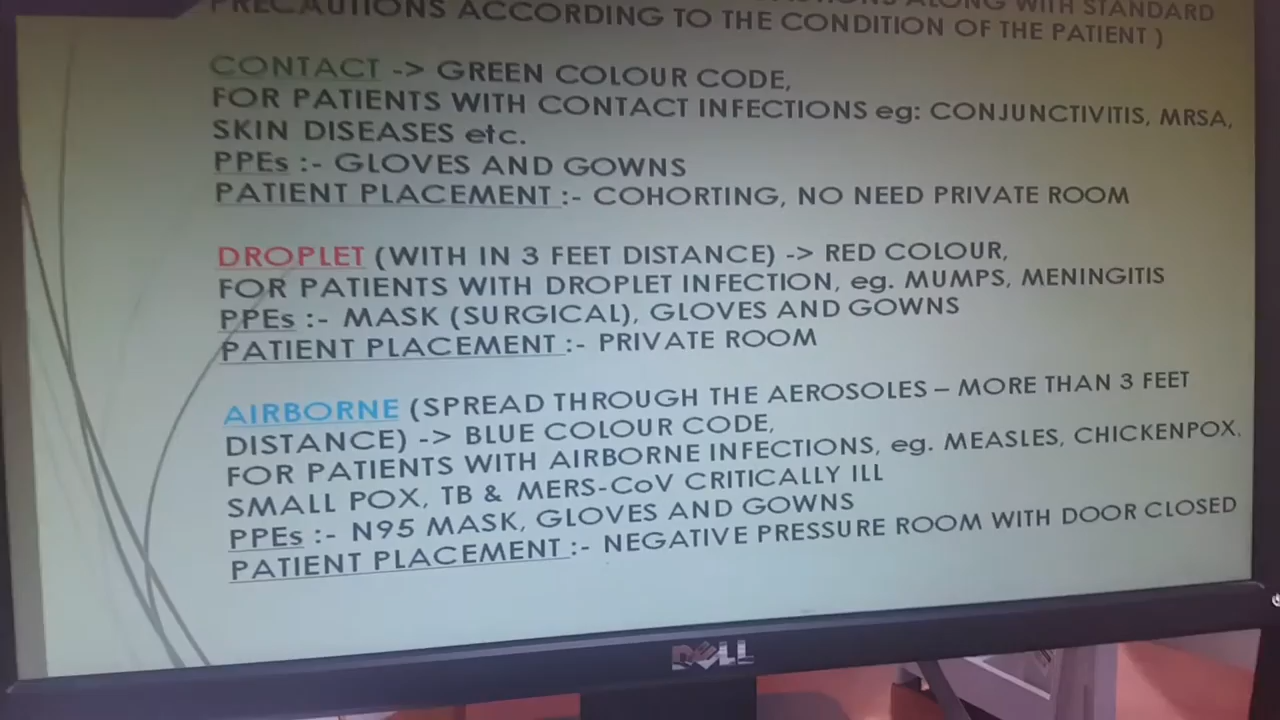 PRECAUTIONS ACCORDING TO THE CONDITION OF THE PATIENT )
CONTACT -> GREEN COLOUR CODE,
FOR PATIENTS WITH CONTACT INFECTIONS eg: CONJUNCTIVITIS, MRSA,
SKIN DISEASES etc.
PPEs :- GLOVES AND GOWNS
PATIENT PLACEMENT :- COHORTING, NO NEED PRIVATE ROOM
DROPLET (WITH IN 3 FEET DISTANCE) -> RED COLOUR,
FOR PATIENTS WITH DROPLET INFECTION, eg. MUMPS, MENINGITIS
PPEs :- MASK (SURGICAL), GLOVES AND GOWNS
PATIENT PLACEMENT :- PRIVATE ROOM
AIRBORNE (SPREAD THROUGH THE AEROSOLES – MORE THAN 3 FEET
DISTANCE) -> BLUE COLOUR CODE,
FOR PATIENTS WITH AIRBORNE INFECTIONS, eg. MEASLES, CHICKENPOX,
SMALL POX, TB & MERS-CoV CRITICALLY ILL
PPEs :- N95 MASK, GLOVES AND GOWNS
PATIENT PLACEMENT :- NEGATIVE PRESSURE ROOM WITH DOOR CLOSED
DELL